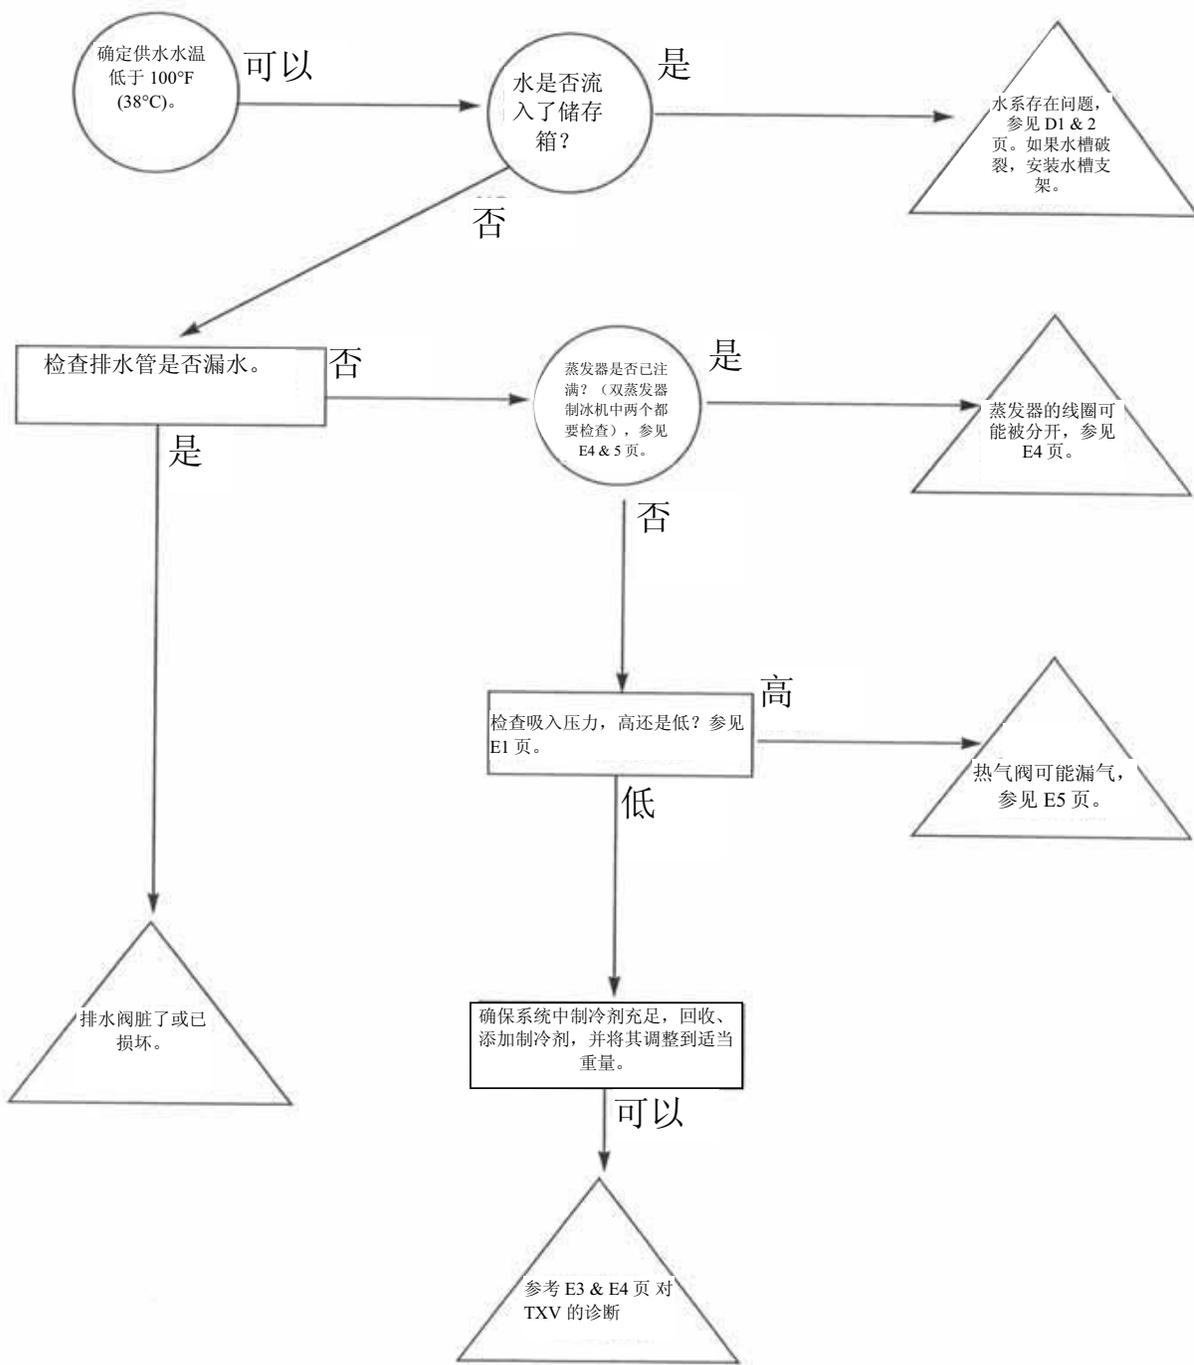 确定供水水温
低于 100°F
(38°C)。
可以
水是否流
入了储存
箱？
是
水系存在问题，
参见 D1 & 2
页。如果水槽破
裂，安装水槽支
架。
否
检查排水管是否漏水。
否
蒸发器是否已注
满？（双蒸发器
制冰机中两个都
要检查），参见
E4 & 5 页。
是
蒸发器的线圈可
能被分开，参见
E4 页。
是
否
检查吸入压力，高还是低？参见
E1 页。
高
热气阀可能漏气，
参见 E5 页。
低
排水阀脏了或已
损坏。
确保系统中制冷剂充足，回收、
添加制冷剂，并将其调整到适当
重量。
可以
参考 E3 & E4 页 对
TXV 的诊断